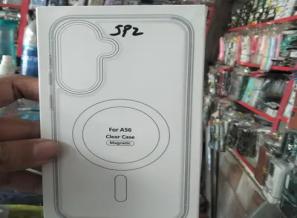 SP2
For A56
Clear Case
Magnetic